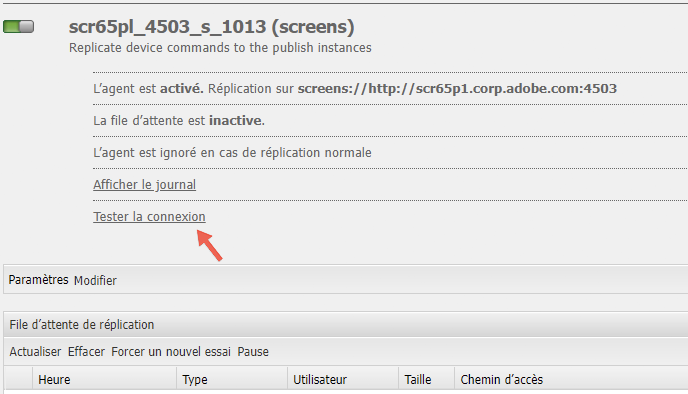 scr65pl_4503_s_1013 (screens)
Replicate device commands to the publish instances
L'agent est activé. Réplication sur screens://http://scr65p1.corp.adobe.com:4503
La file d'attente est inactive.
L'agent est ignoré en cas de réplication normale
Afficher le journal
Tester la connexion
Paramètres Modifier
File d'attente de réplication
Actualiser Effacer Forcer un nouvel essai Pause
Heure Type Utilisateur Taille Chemin d'accès